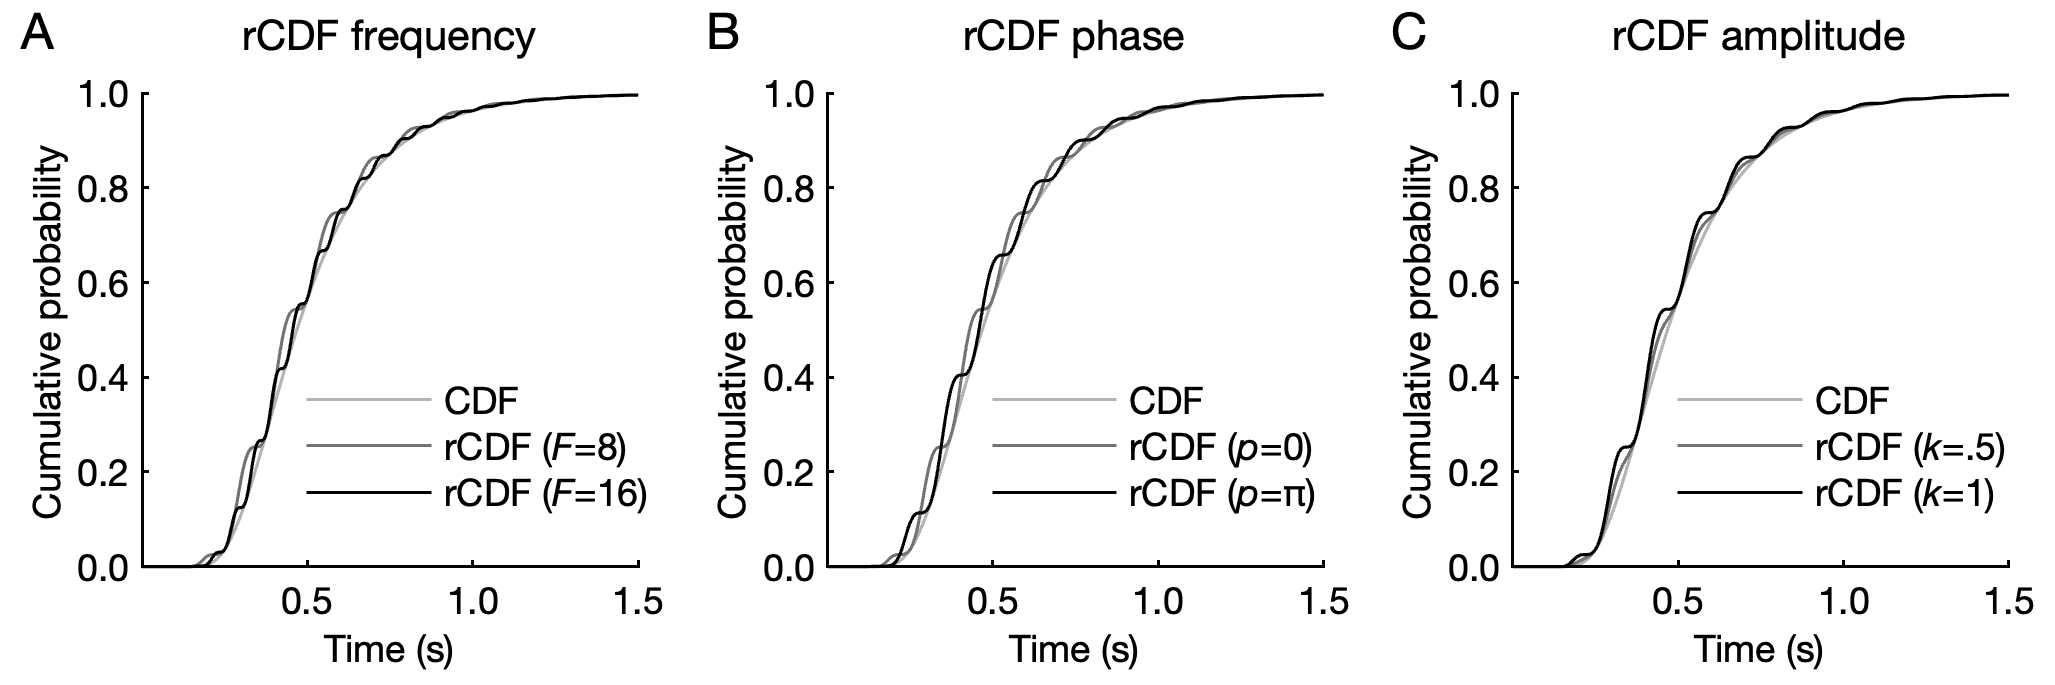 A
rCDF frequency
Cumulative probability
1.0
0.8
0.6
0.4
0.2
0.0
CDF
rCDF (F=8)
rCDF (F=16)
0.5
1.0
1.5
Time (s)
B
rCDF phase
Cumulative probability
1.0
0.8
0.6
0.4
0.2
0.0
CDF
rCDF (p=0)
rCDF (p=π)
0.5
1.0
1.5
Time (s)
C
rCDF amplitude
Cumulative probability
1.0
0.8
0.6
0.4
0.2
0.0
CDF
rCDF (k=.5)
rCDF (k=1)
0.5
1.0
1.5
Time (s)